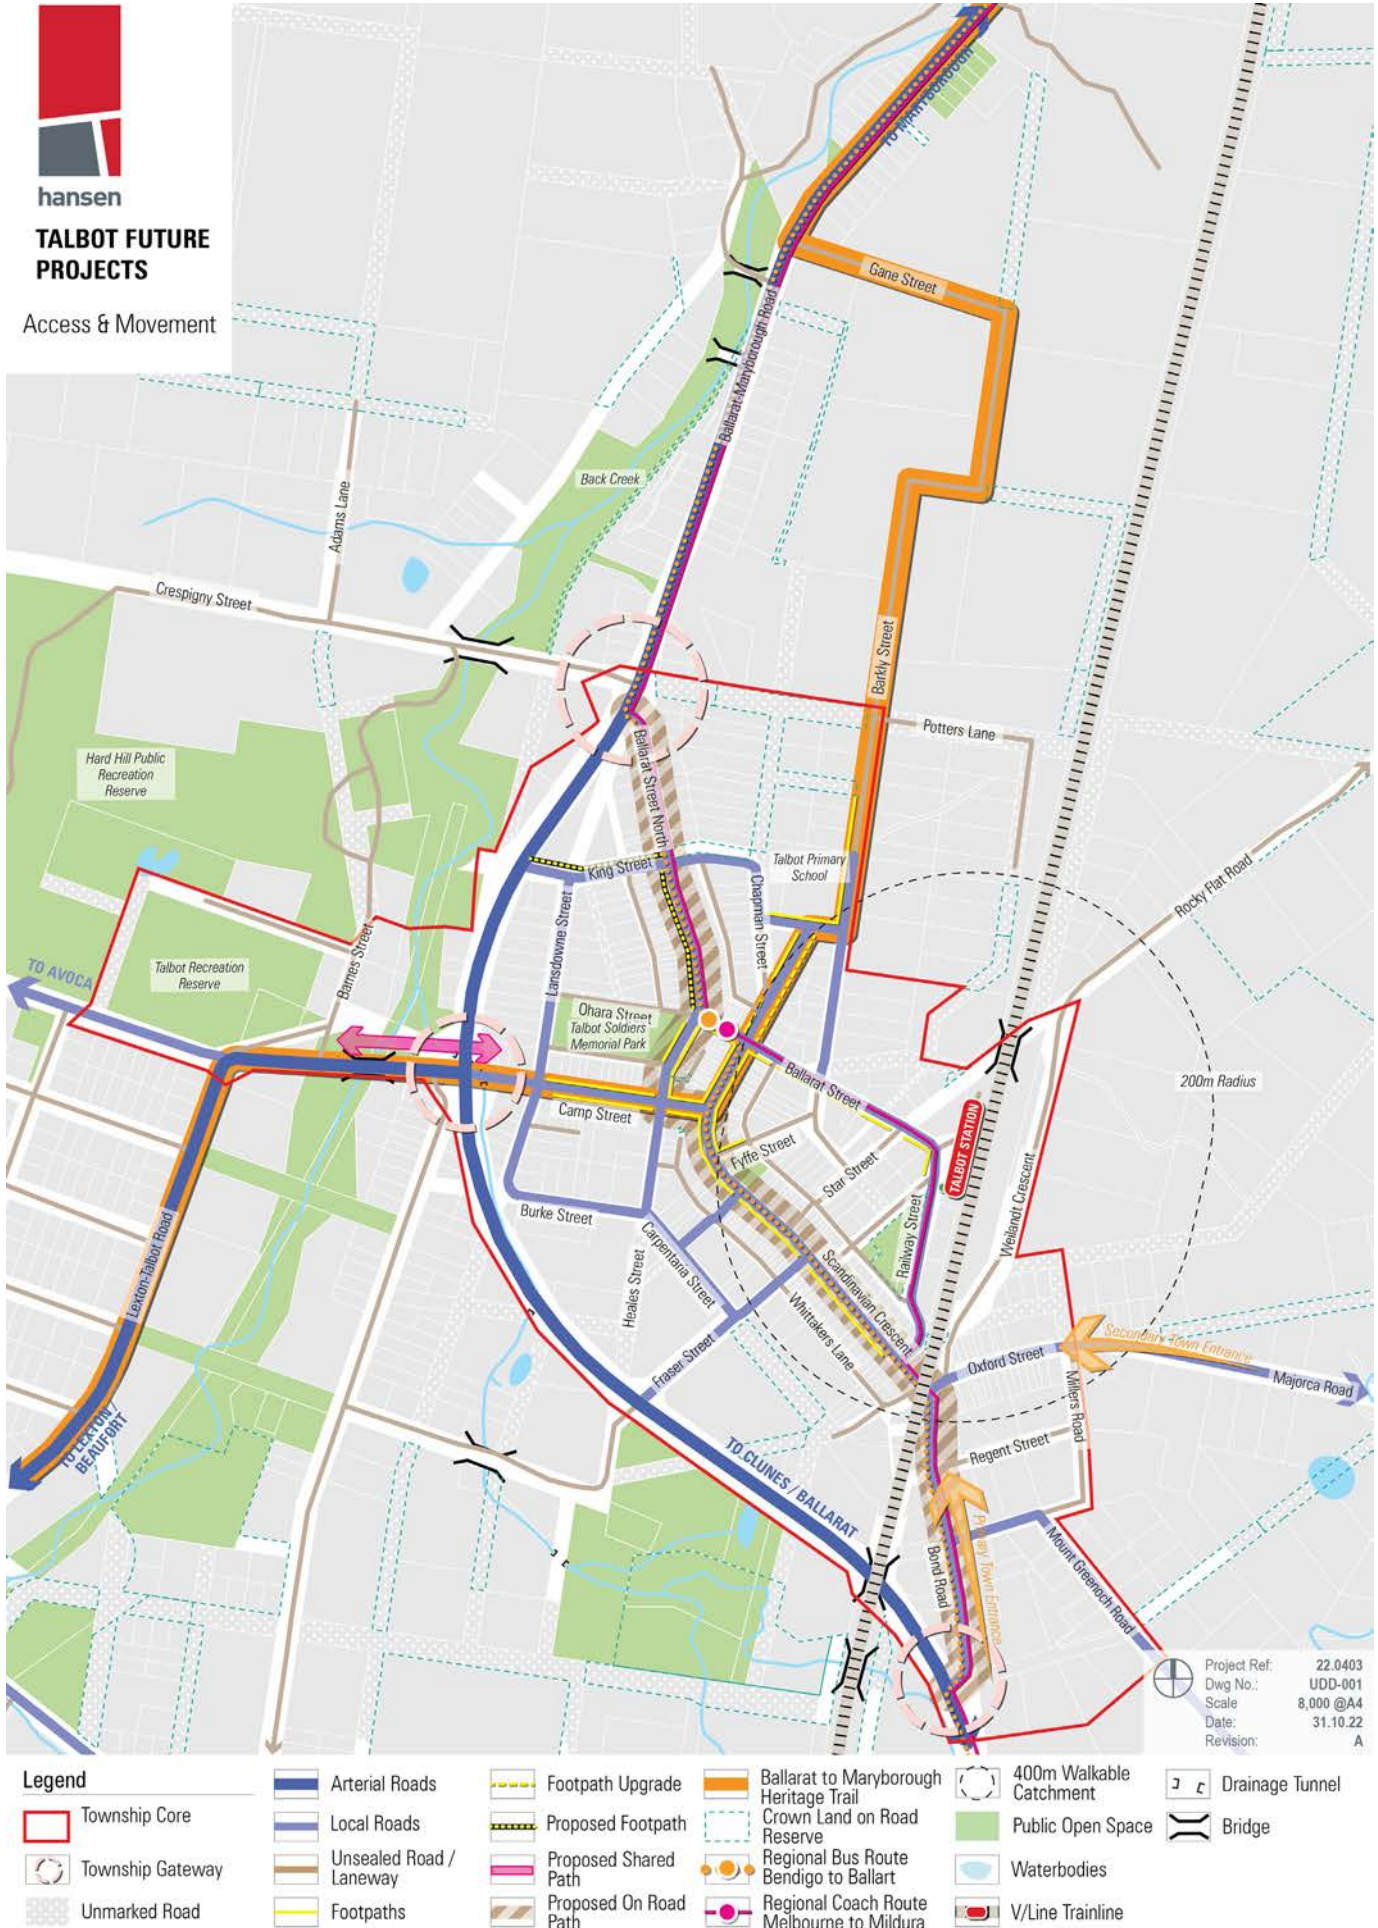 hansen
TALBOT FUTURE
PROJECTS
Access & Movement
TO MARYBOROUGH
Gane Street
Ballarat-Maryborough Road
Back Creek
Adams Lane
Crespigny Street
Barkly Street
Potters Lane
Hard Hill Public
Recreation
Reserve
Ballarat Street North
King Street
Talbot Primary
School
Chapman Street
Rocky Flat Road
Lansdowne Street
Barnes Street
TO AVOCA
Talbot Recreation
Reserve
Ohara Street
Talbot Soldiers
Memorial Park
Ballarat Street
200m Radius
Camp Street
TALBOT STATION
Fyffe Street
Star Street
Weilandt Crescent
Burke Street
Railway Street
Carpentaria Street
Lexton-Talbot Road
Heales Street
Scandinavian Crescent
Whittakers Lane
Fraser Street
Oxford Street
Secondary Town Entrance
Majorca Road
Millers Road
TO LEXTON /
BEAUFORT
TO CLUNES / BALLARAT
Regent Street
Primary Town Entrance
Bond Road
Mount Greenoch Road
Project Ref: 22.0403
Dwg No.: UDD-001
Scale 8,000 @A4
Date: 31.10.22
Revision: A
Legend
Township Core
Township Gateway
Unmarked Road
Arterial Roads
Local Roads
Unsealed Road /
Laneway
Footpaths
Footpath Upgrade
Proposed Footpath
Proposed Shared
Path
Proposed On Road
Path
Ballarat to Maryborough
Heritage Trail
Crown Land on Road
Reserve
Regional Bus Route
Bendigo to Ballart
Regional Coach Route
Melbourne to Mildura
400m Walkable
Catchment
Public Open Space
Waterbodies
V/Line Trainline
Drainage Tunnel
Bridge